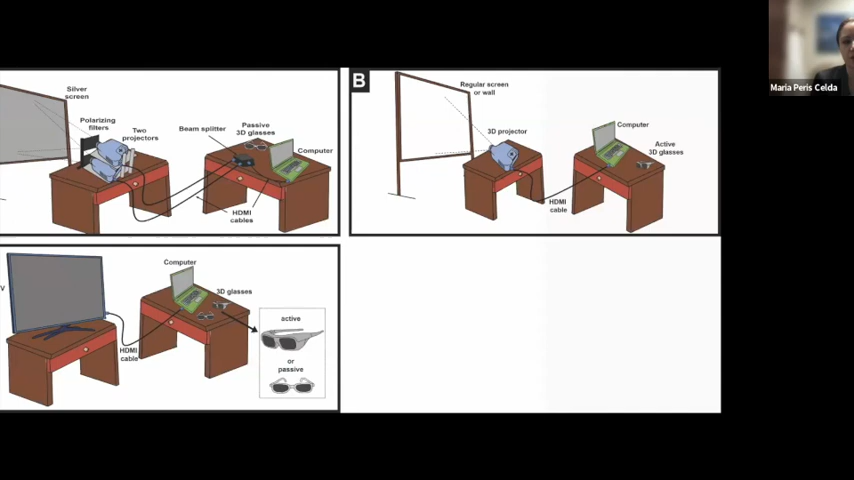 Silver
screen
Polarizing
filters
Two
projectors
Beam splitter
Passive
3D glasses
Computer
HDMI
cables
B
Regular screen
or wall
3D projector
Computer
Active
3D glasses
HDMI
cable
V
Computer
3D glasses
HDMI
cable
active
or
passive
Maria Peris Celda